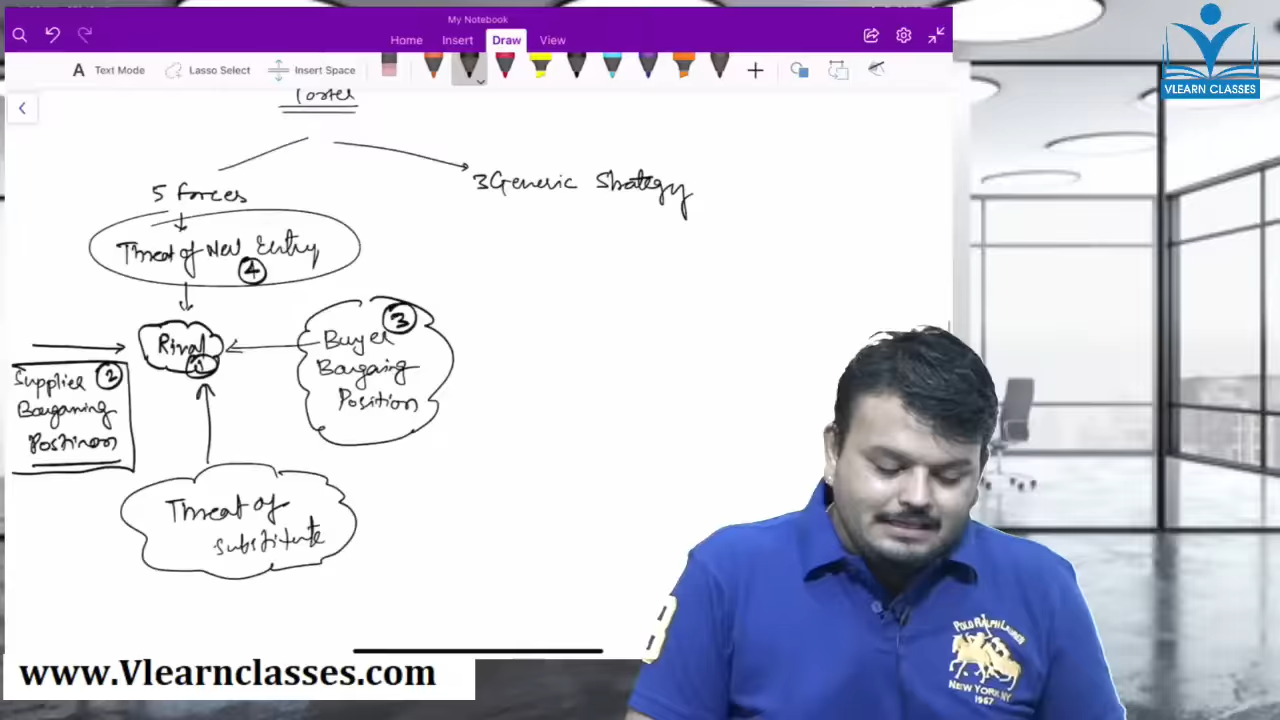 My Notebook
Home Insert Draw View
Text Mode Lasso Select Insert Space
VLEARN CLASSES
Porter
5 Forces
3 Generic Strategy
Threat of New Entry
4
Rival
1
Buyer
3
Bargaining
Position
Supplier 2
Bargaining
Threat of
substitute
POLO RALPH LAUREN
NEW YORK NY
1967
www.Vlearnclasses.com